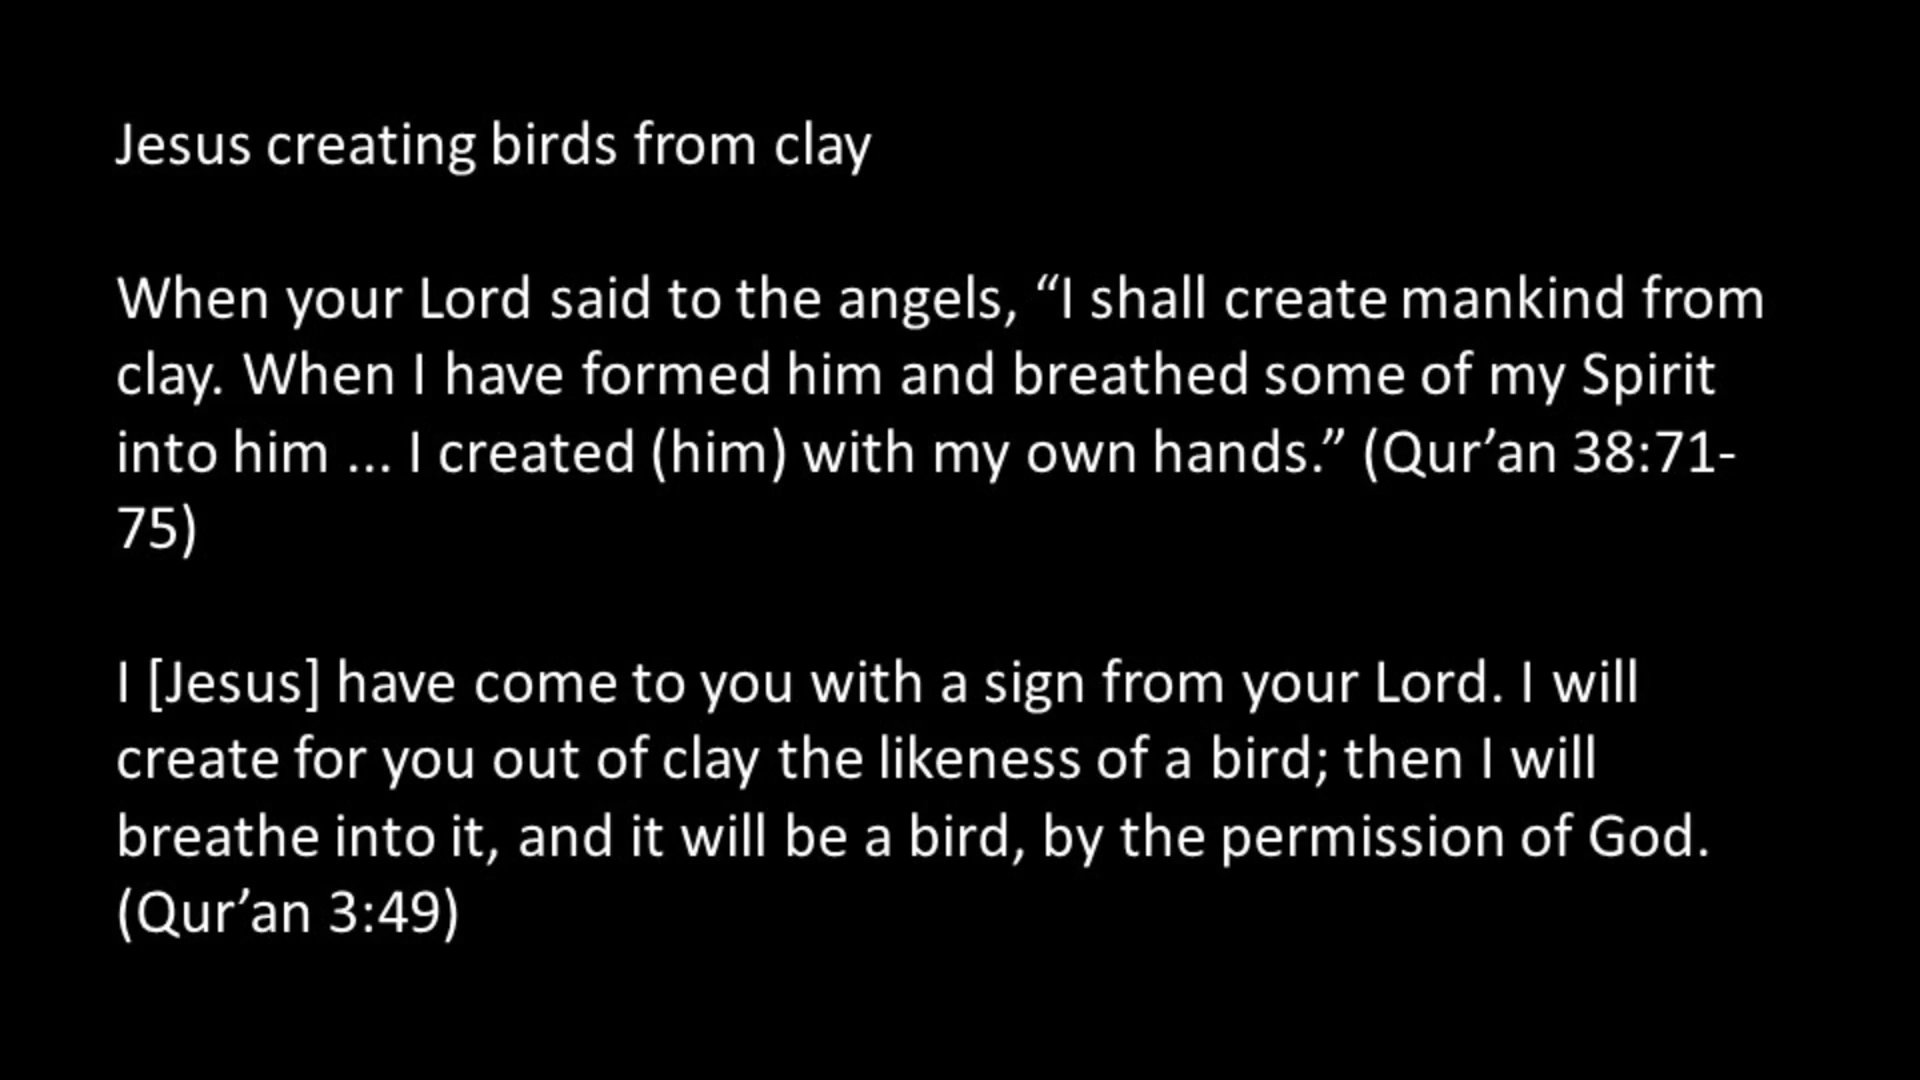 Jesus creating birds from clay
When your Lord said to the angels, “I shall create mankind from
clay. When I have formed him and breathed some of my Spirit
into him ... I created (him) with my own hands.” (Qur’an 38:71-
75)
I [Jesus] have come to you with a sign from your Lord. I will
create for you out of clay the likeness of a bird; then I will
breathe into it, and it will be a bird, by the permission of God.
(Qur’an 3:49)